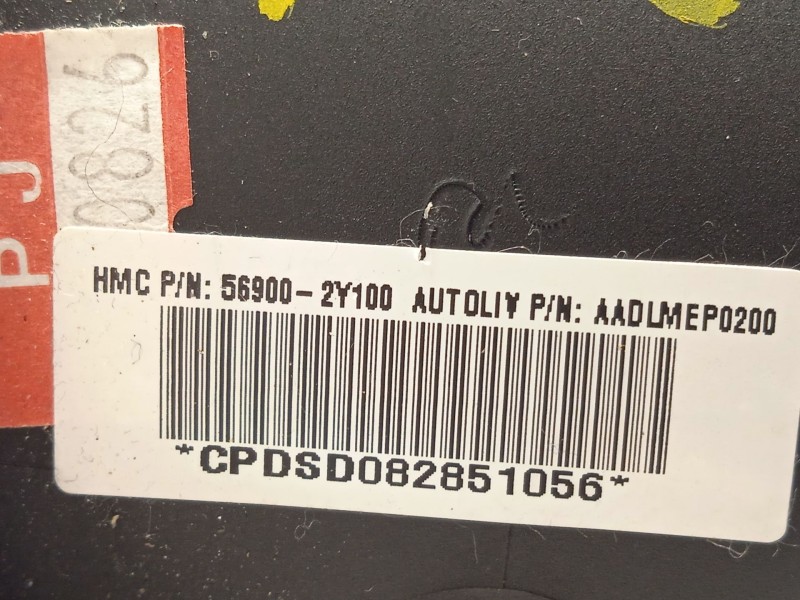 0826
PJ
HMC P/N: 56900-2Y100 AUTOLIV P/N: AADLMEP0200
*CPDSD082851056*